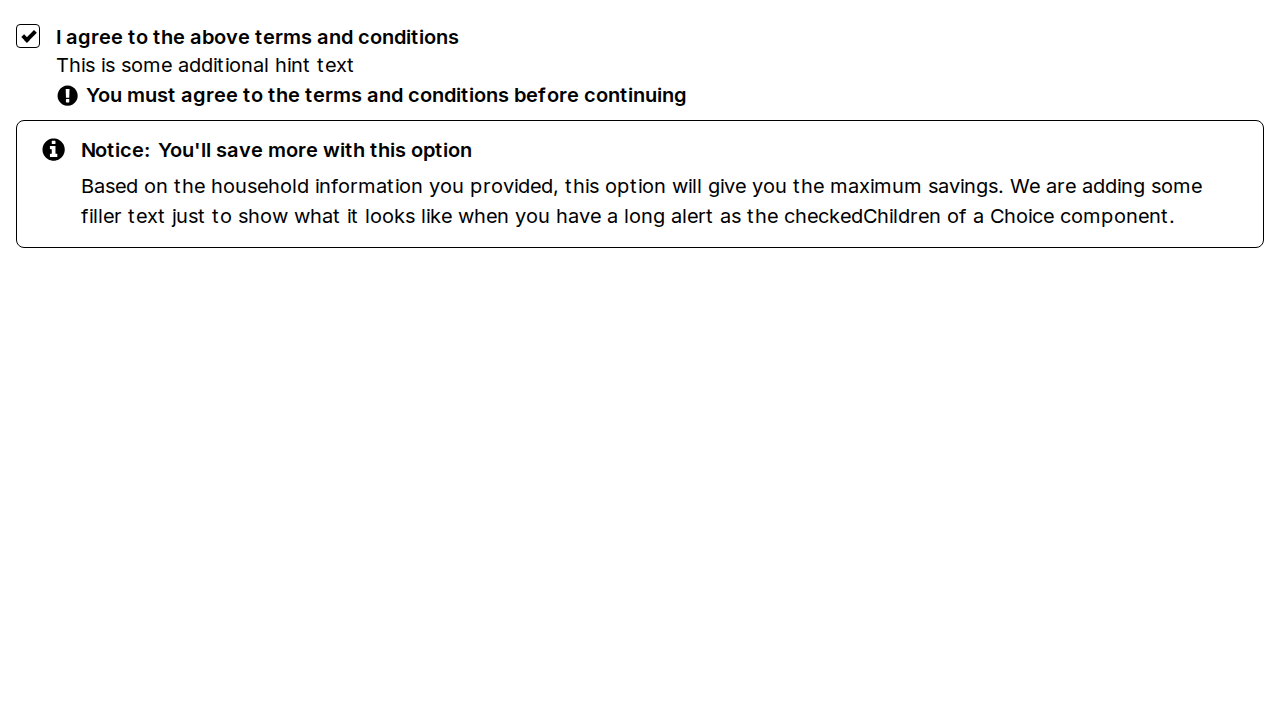 I agree to the above terms and conditions
This is some additional hint text
You must agree to the terms and conditions before continuing
Notice: You'll save more with this option
Based on the household information you provided, this option will give you the maximum savings. We are adding some
filler text just to show what it looks like when you have a long alert as the checkedChildren of a Choice component.